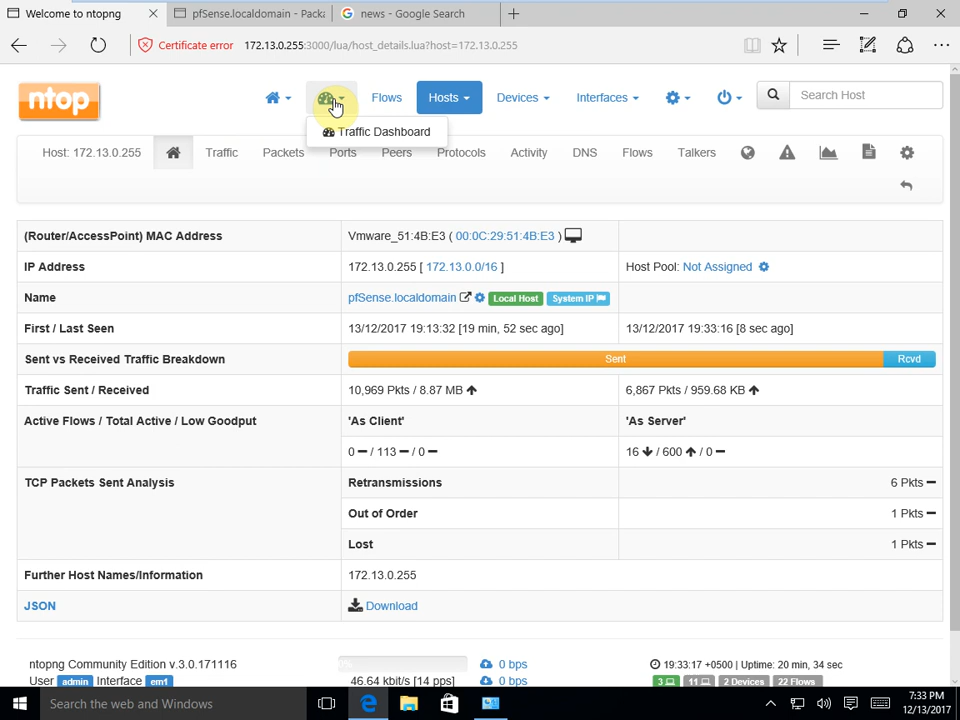 Welcome to ntopng
pfSense.localdomain - Packa
news - Google Search
Certificate error
172.13.0.255:3000/lua/host_details.lua?host=172.13.0.255
ntop
Flows
Hosts
Devices
Interfaces
Search Host
Traffic Dashboard
Host: 172.13.0.255
Traffic
Packets
Ports
Peers
Protocols
Activity
DNS
Flows
Talkers
(Router/AccessPoint) MAC Address
Vmware_51:4B:E3 ( 00:0C:29:51:4B:E3 )
IP Address
172.13.0.255 [ 172.13.0.0/16 ]
Host Pool: Not Assigned
Name
pfSense.localdomain
Local Host
System IP
First / Last Seen
13/12/2017 19:13:32 [19 min, 52 sec ago]
13/12/2017 19:33:16 [8 sec ago]
Sent vs Received Traffic Breakdown
Sent
Rcvd
Traffic Sent / Received
10,969 Pkts / 8.87 MB
6,867 Pkts / 959.68 KB
Active Flows / Total Active / Low Goodput
'As Client'
'As Server'
0 – / 113 – / 0 –
16 / 600 / 0 –
TCP Packets Sent Analysis
Retransmissions
6 Pkts –
Out of Order
1 Pkts –
Lost
1 Pkts –
Further Host Names/Information
172.13.0.255
JSON
Download
ntopng Community Edition v.3.0.171116
0 bps
19:33:17 +0500 | Uptime: 20 min, 34 sec
User admin Interface em1
46.64 kbit/s [14 pps]
0 bps
3
11
2 Devices
22 Flows
Search the web and Windows
7:33 PM
12/13/2017